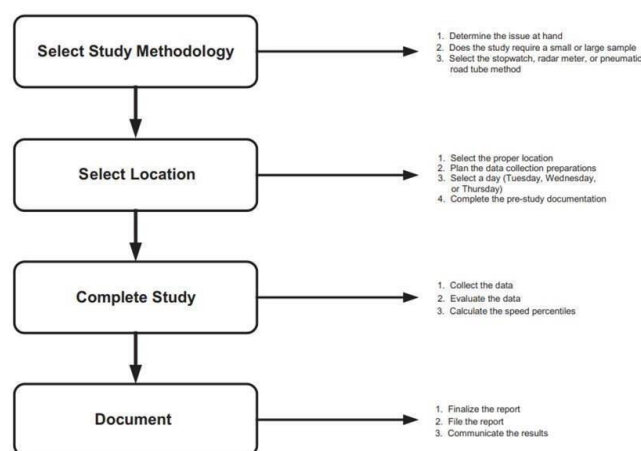 Select Study Methodology
1. Determine the issue at hand
2. Does the study require a small or large sample
3. Select the stopwatch, radar meter, or pneumatic
road tube method
Select Location
1. Select the proper location
2. Plan the data collection preparations
3. Select a day (Tuesday, Wednesday,
or Thursday)
4. Complete the pre-study documentation
Complete Study
1. Collect the data
2. Evaluate the data
3. Calculate the speed percentiles
Document
1. Finalize the report
2. File the report
3. Communicate the results